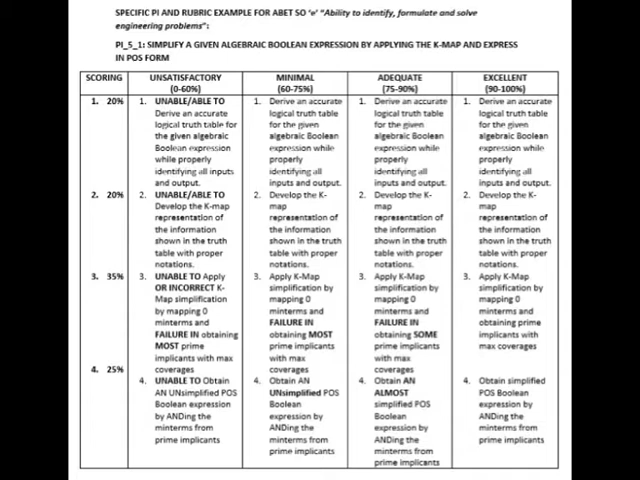 SPECIFIC PI AND RUBRIC EXAMPLE FOR ABET SO 'e' "Ability to identify, formulate and solve
engineering problems":
PI_5_1: SIMPLIFY A GIVEN ALGEBRAIC BOOLEAN EXPRESSION BY APPLYING THE K-MAP AND EXPRESS
IN POS FORM
SCORING
UNSATISFACTORY
(0-60%)
MINIMAL
(60-75%)
ADEQUATE
(75-90%)
EXCELLENT
(90-100%)
1. 20%
1. UNABLE/ABLE TO
Derive an accurate
logical truth table for
the given algebraic
Boolean expression
while properly
identifying all inputs
and output.
1. Derive an accurate
logical truth table
for the given
algebraic Boolean
expression while
properly
identifying all
inputs and output.
1. Derive an accurate
logical truth table
for the given
algebraic Boolean
expression while
properly
identifying all
inputs and output.
1. Derive an accurate
logical truth table
for the given
algebraic Boolean
expression while
properly
identifying all
inputs and output.
2. 20%
2. UNABLE/ABLE TO
Develop the K-map
representation of
the information
shown in the truth
table with proper
notations.
2. Develop the K-
map
representation of
the information
shown in the truth
table with proper
notations.
2. Develop the K-
map
representation of
the information
shown in the truth
table with proper
notations.
2. Develop the K-
map
representation of
the information
shown in the truth
table with proper
notations.
3. 35%
3. UNABLE TO Apply
OR INCORRECT K-
Map simplification
by mapping 0
minterms and
FAILURE IN obtaining
MOST prime
implicants with max
coverages
3. Apply K-Map
simplification by
mapping 0
minterms and
FAILURE IN
obtaining MOST
prime implicants
with max
coverages
3. Apply K-Map
simplification by
mapping 0
minterms and
FAILURE IN
obtaining SOME
prime implicants
with max
coverages
3. Apply K-Map
simplification by
mapping 0
minterms and
obtaining prime
implicants with
max coverages
4. 25%
4. UNABLE TO Obtain
AN UNsimplified POS
Boolean expression
by ANDing the
minterms from
prime implicants
4. Obtain AN
UNsimplified POS
Boolean
expression by
ANDing the
minterms from
prime implicants
4. Obtain AN
ALMOST
simplified POS
Boolean
expression by
ANDing the
minterms from
prime implicants
4. Obtain simplified
POS Boolean
expression by
ANDing the
minterms from
prime implicants